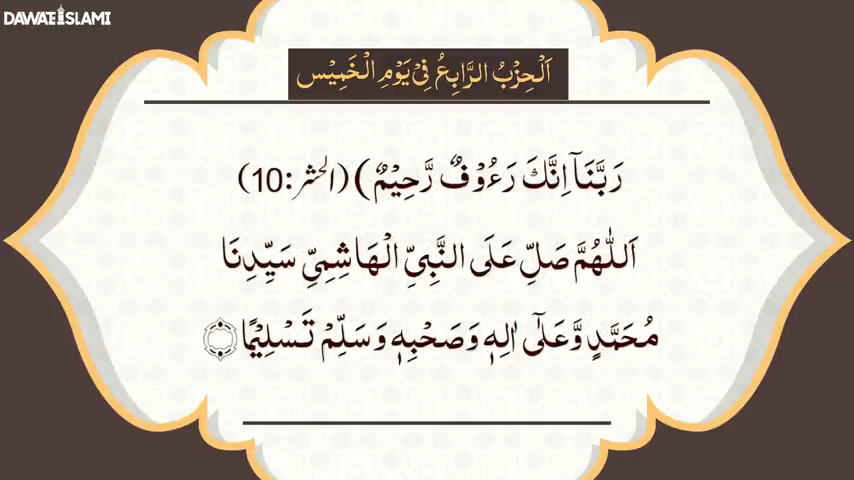 DAWATEISLAMI
اَلْحِزْبُ الرَّابِعُ فِیْ یَوْمِ الْخَمِیْس
رَبَّنَاۤ اِنَّكَ رَءُوْفٌ رَّحِیْمٌ ) (الحشر:10)
اَللّٰهُمَّ صَلِّ عَلَی النَّبِیِّ الْهَاشِمِیِّ سَیِّدِنَا
مُحَمَّدٍ وَّعَلٰۤی اٰلِهٖ وَصَحْبِهٖ وَسَلِّمْ تَسْلِیْمًا